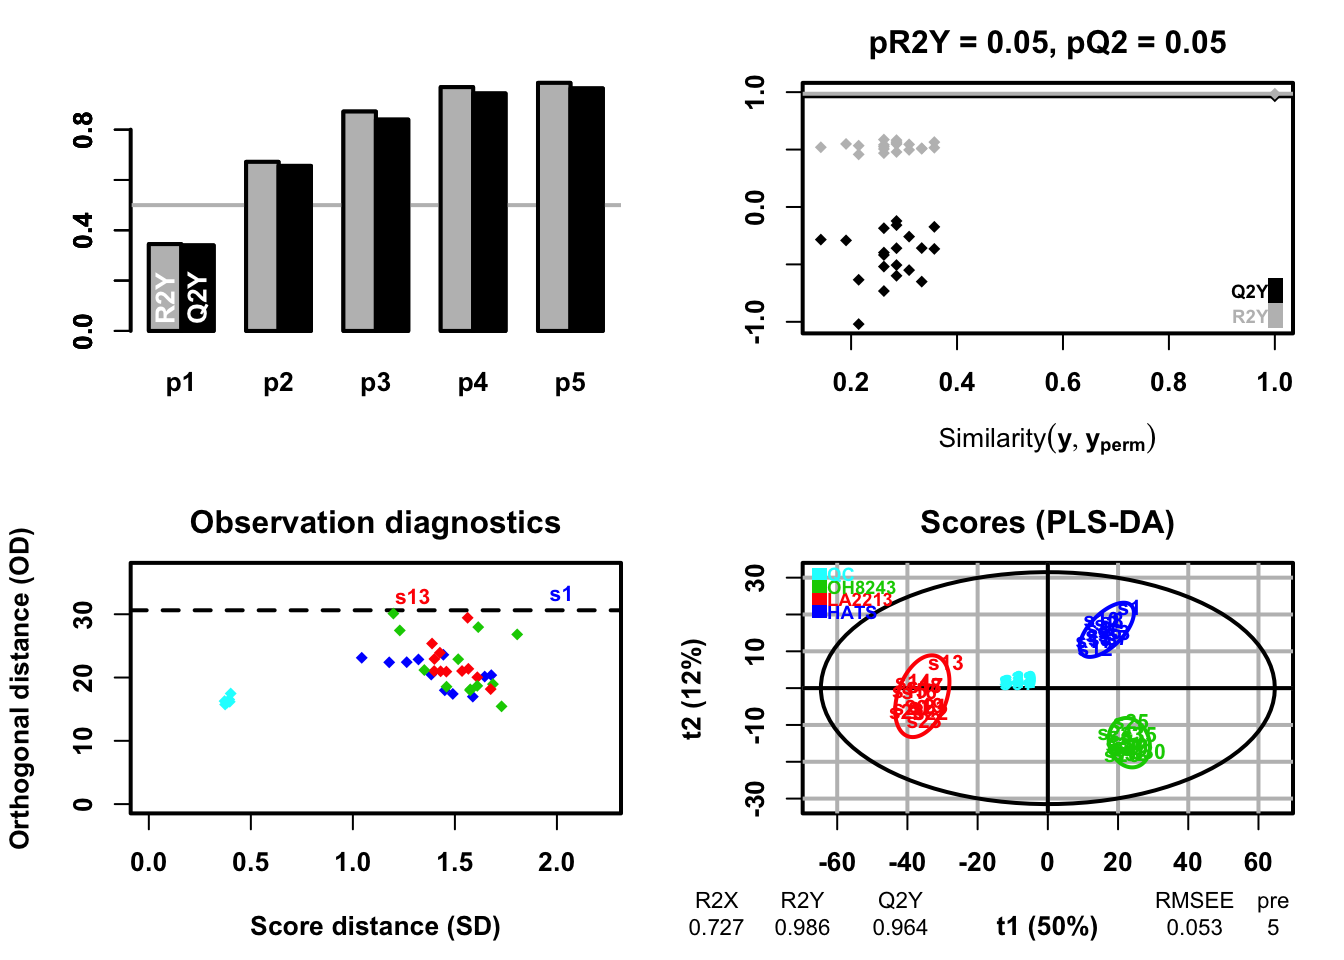 0.8
0.4
0.0
R2Y
Q2Y
p1 p2 p3 p4 p5
pR2Y = 0.05, pQ2 = 0.05
1.0
0.0
-1.0
Q2Y
R2Y
0.2 0.4 0.6 0.8 1.0
Similarity(y, yperm)
Observation diagnostics
Orthogonal distance (OD)
30
20
10
0
s13
s1
0.0 0.5 1.0 1.5 2.0
Score distance (SD)
Scores (PLS-DA)
t2 (12%)
30
10
-10
-30
QC
OH8243
LA2213
HATS
s1
s13
-60 -40 -20 0 20 40 60
R2X R2Y Q2Y RMSEE pre
0.727 0.986 0.964 t1 (50%) 0.053 5